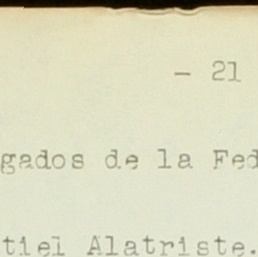 - 21
gados de la Fed
tiel Alatriste.